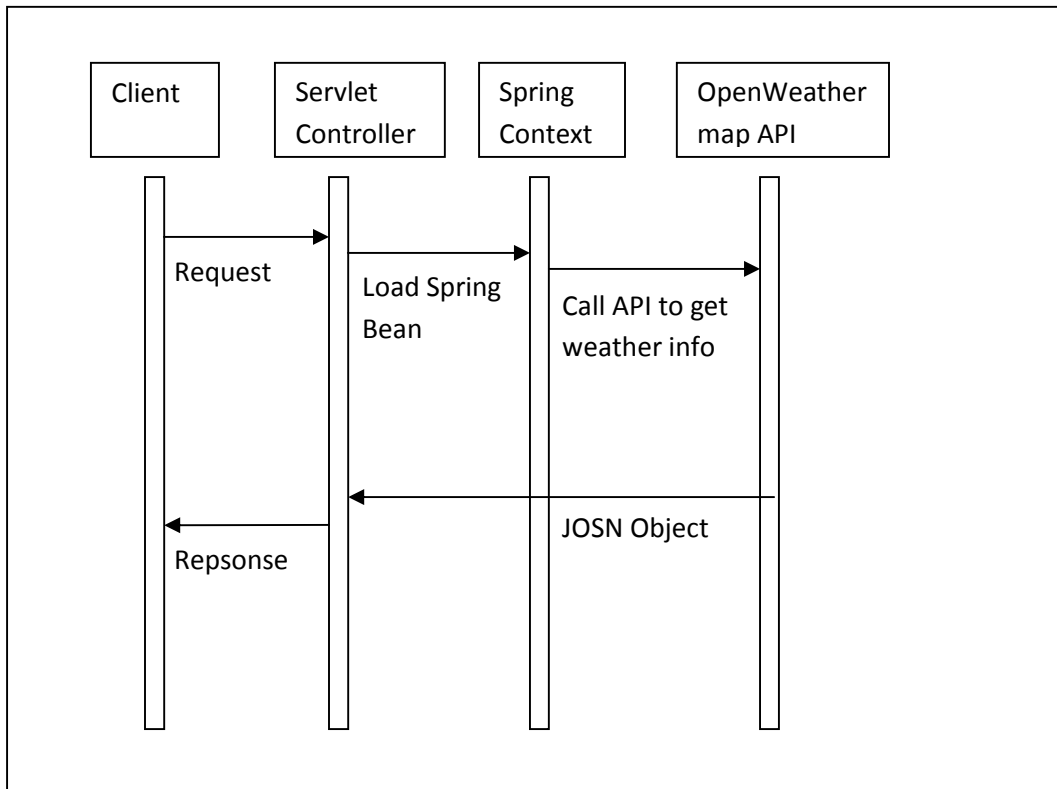 Client
Servlet
Controller
Spring
Context
OpenWeather
map API
Request
Load Spring
Bean
Call API to get
weather info
JOSN Object
Repsonse